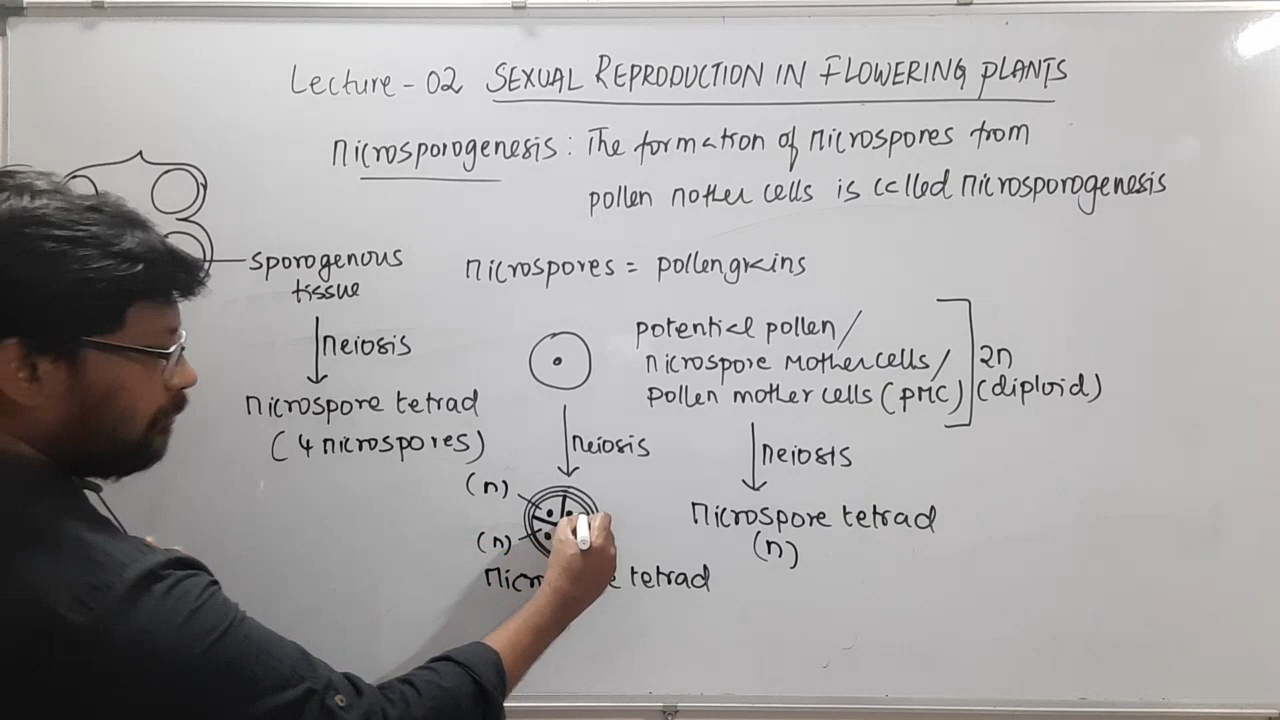 Lecture - 02 SEXUAL REPRODUCTION IN FLOWERING PLANTS
Microsporogenesis : The formation of Microspores from
pollen Mother cells is called Microsporogenesis
sporogenous
tissue
Microspores = pollengrains
Meiosis
Microspore tetrad
(4 Microspores)
potential pollen/
Microspore Mothercells/
pollen mother cells (PMC)
2n
(diploid)
Meiosis
(n)
(n)
tetrad
Meiosis
Microspore tetrad
(n)